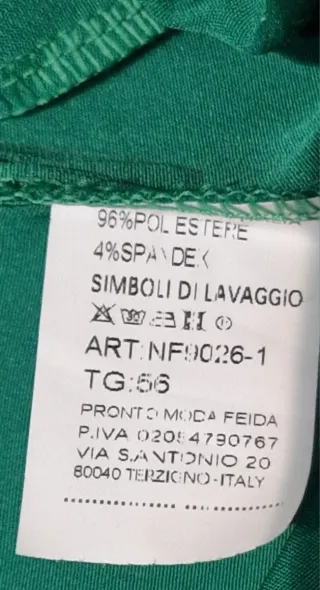 96%POLIESTERE
4%SPANDEX
SIMBOLI DI LAVAGGIO
ART:NF9026-1
TG:56
PRONTO MODA FEIDA
P.IVA 02054790767
VIA S.ANTONIO 20
80040 TERZIGNO-ITALY